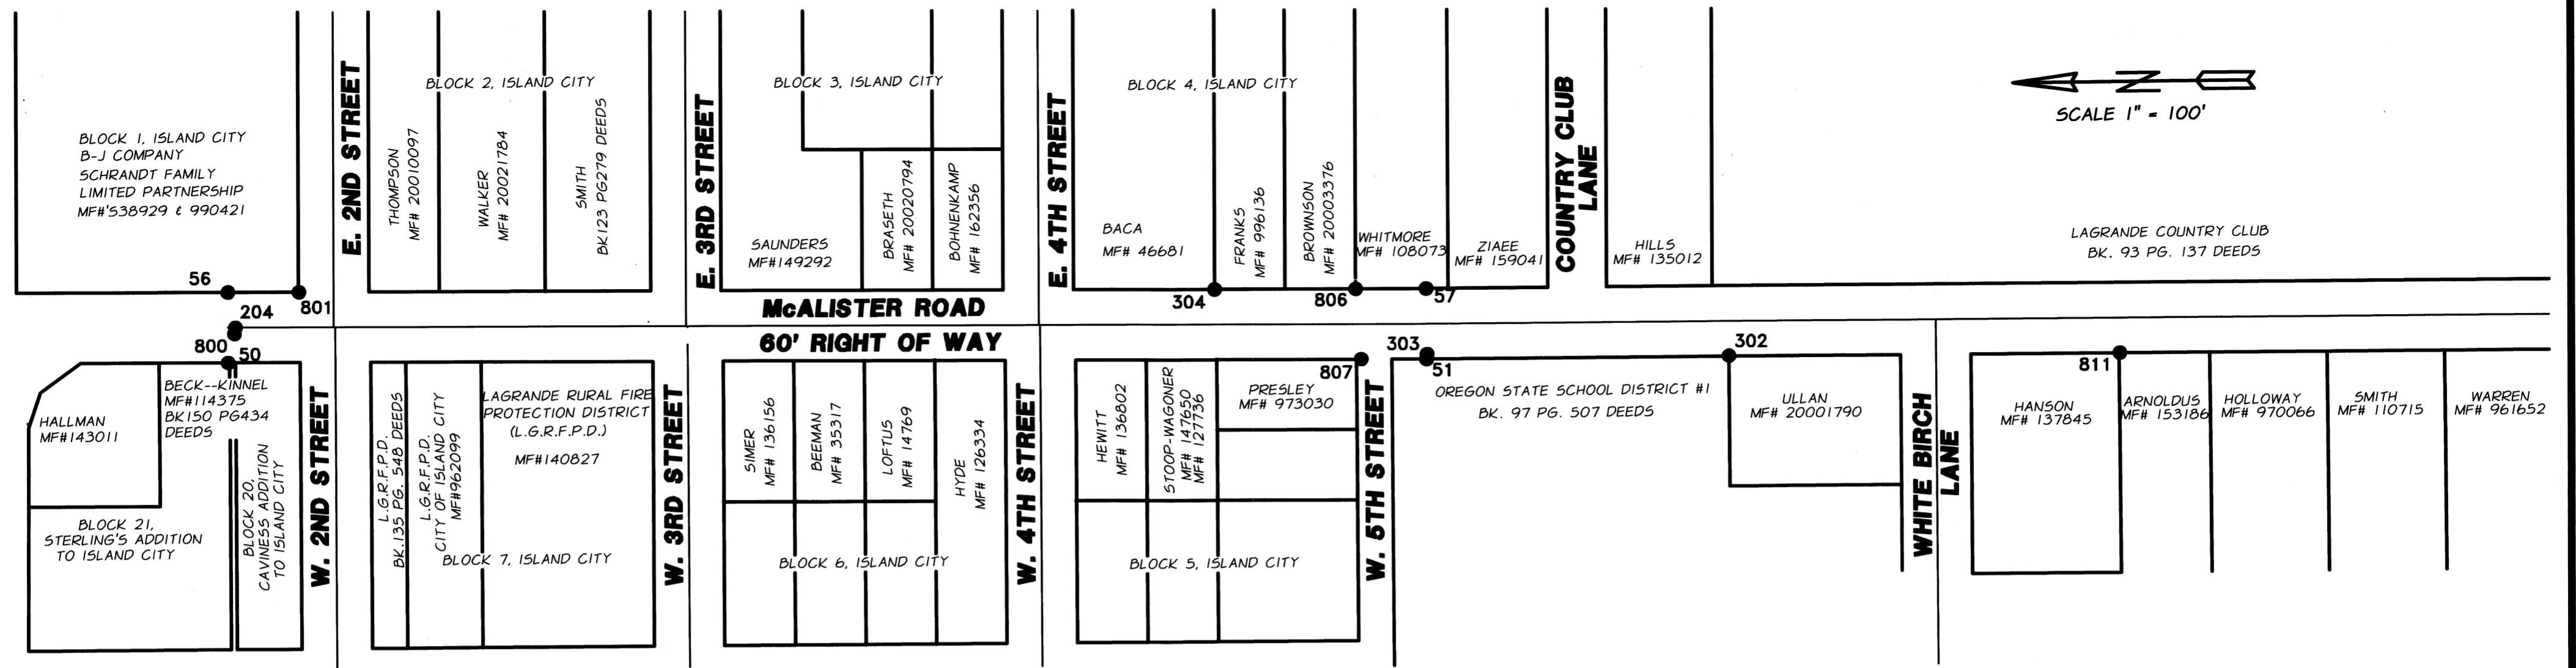 BLOCK 1, ISLAND CITY
B-J COMPANY
SCHRANDT FAMILY
LIMITED PARTNERSHIP
MF#'S38929 & 990421
56
204
801
E. 2ND STREET
BLOCK 2, ISLAND CITY
THOMPSON
MF# 20010097
WALKER
MF# 20021784
SMITH
BK123 PG279 DEEDS
E. 3RD STREET
BLOCK 3, ISLAND CITY
SAUNDERS
MF#149292
BRASETH
MF# 20020794
BOHNENKAMP
MF# 162356
E. 4TH STREET
BLOCK 4, ISLAND CITY
BACA
MF# 46681
FRANKS
MF# 996136
BROWNSON
MF# 20003376
WHITMORE
MF# 108073
ZIAEE
MF# 159041
304
806
57
COUNTRY CLUB
LANE
HILLS
MF# 135012
N
SCALE 1" = 100'
LAGRANDE COUNTRY CLUB
BK. 93 PG. 137 DEEDS
McALISTER ROAD
60' RIGHT OF WAY
800
50
HALLMAN
MF#143011
BECK--KINNEL
MF#114375
BK150 PG434
DEEDS
BLOCK 21,
STERLING'S ADDITION
TO ISLAND CITY
BLOCK 20,
CAVINESS ADDITION
TO ISLAND CITY
W. 2ND STREET
L.G.R.F.P.D.
BK.135 PG. 548 DEEDS
L.G.R.F.P.D.
CITY OF ISLAND CITY
MF#962099
LAGRANDE RURAL FIRE
PROTECTION DISTRICT
(L.G.R.F.P.D.)
MF#140827
BLOCK 7, ISLAND CITY
W. 3RD STREET
SIMER
MF# 136156
BEEMAN
MF# 35317
LOFTUS
MF# 14769
HYDE
MF# 126334
BLOCK 6, ISLAND CITY
W. 4TH STREET
HEWITT
MF# 136802
STOOP-WAGONER
MF# 147650
MF# 127736
PRESLEY
MF# 973030
BLOCK 5, ISLAND CITY
807
W. 5TH STREET
303
51
302
OREGON STATE SCHOOL DISTRICT #1
BK. 97 PG. 507 DEEDS
ULLAN
MF# 20001790
WHITE BIRCH
LANE
811
HANSON
MF# 137845
ARNOLDUS
MF# 153186
HOLLOWAY
MF# 970066
SMITH
MF# 110715
WARREN
MF# 961652